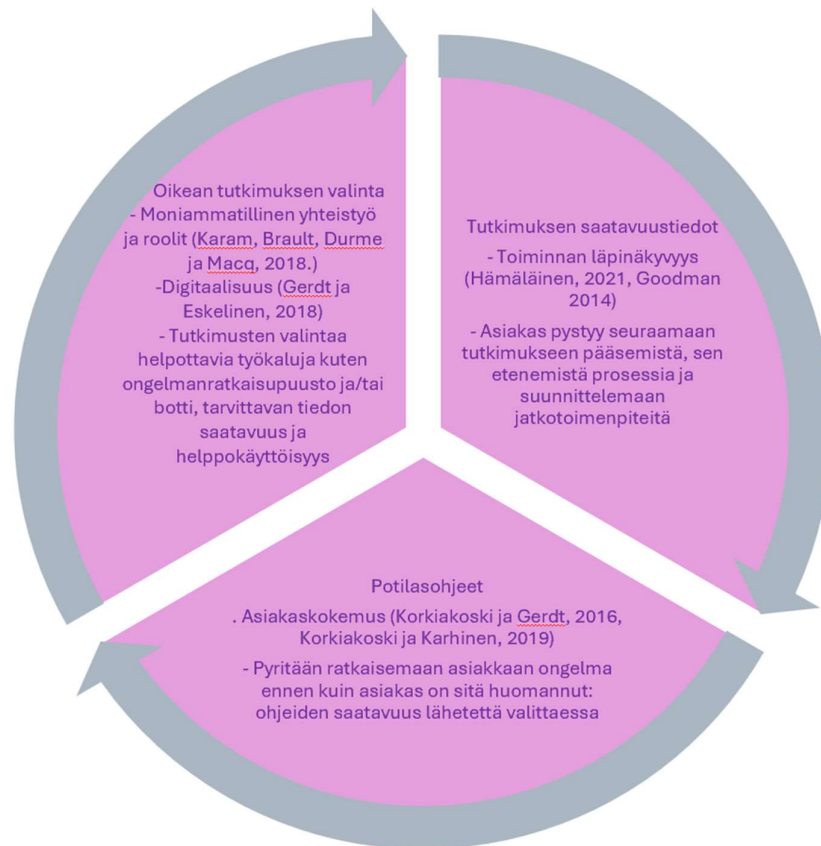 Oikean tutkimuksen valinta
- Moniammatillinen yhteistyö
ja roolit (Karam, Brault, Durme
ja Macq, 2018.)
-Digitaalisuus (Gerdt ja
Eskelinen, 2018)
- Tutkimusten valintaa
helpottavia työkaluja kuten
ongelmanratkaisupuusto ja/tai
botti, tarvittavan tiedon
saatavuus ja
helppokäyttöisyys
Tutkimuksen saatavuustiedot
- Toiminnan läpinäkyvyys
(Hämäläinen, 2021, Goodman
2014)
- Asiakas pystyy seuraamaan
tutkimukseen pääsemistä, sen
etenemistä prosessia ja
suunnittelemaan
jatkotoimenpiteitä
Potilasohjeet
. Asiakaskokemus (Korkiakoski ja Gerdt, 2016,
Korkiakoski ja Karhinen, 2019)
- Pyritään ratkaisemaan asiakkaan ongelma
ennen kuin asiakas on sitä huomannut:
ohjeiden saatavuus lähetettä valittaessa